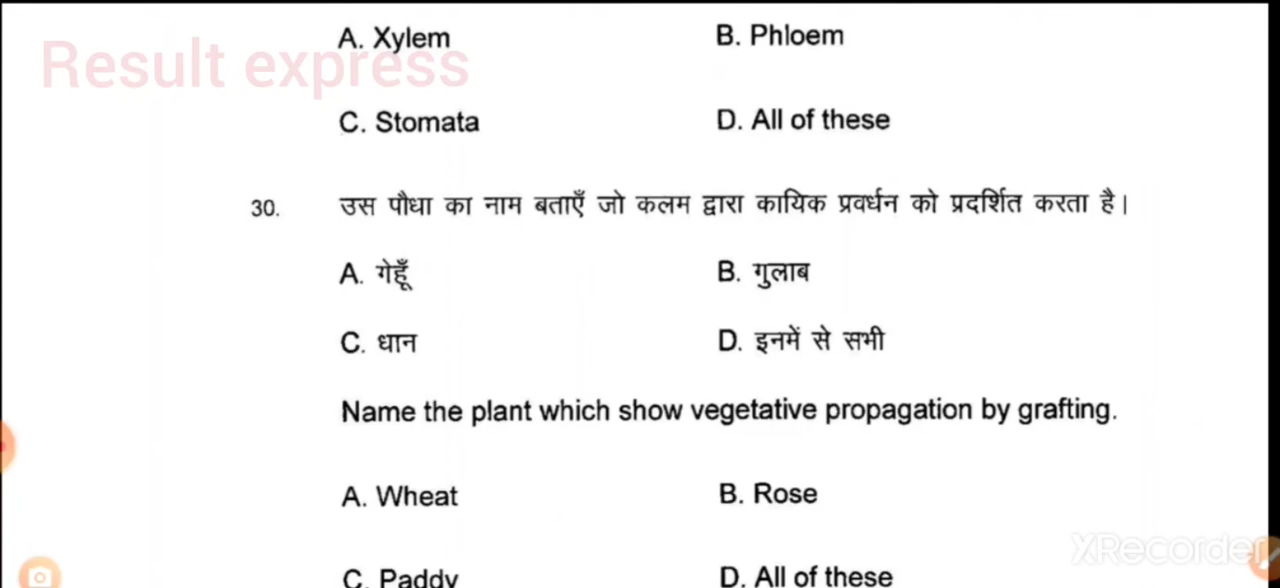 A. Xylem B. Phloem
Result express
C. Stomata D. All of these
30. उस पौधा का नाम बताएँ जो कलम द्वारा कायिक प्रवर्धन को प्रदर्शित करता है।
A. गेहूँ B. गुलाब
C. धान D. इनमें से सभी
Name the plant which show vegetative propagation by grafting.
A. Wheat B. Rose
C. Paddy D. All of these
XRecorder